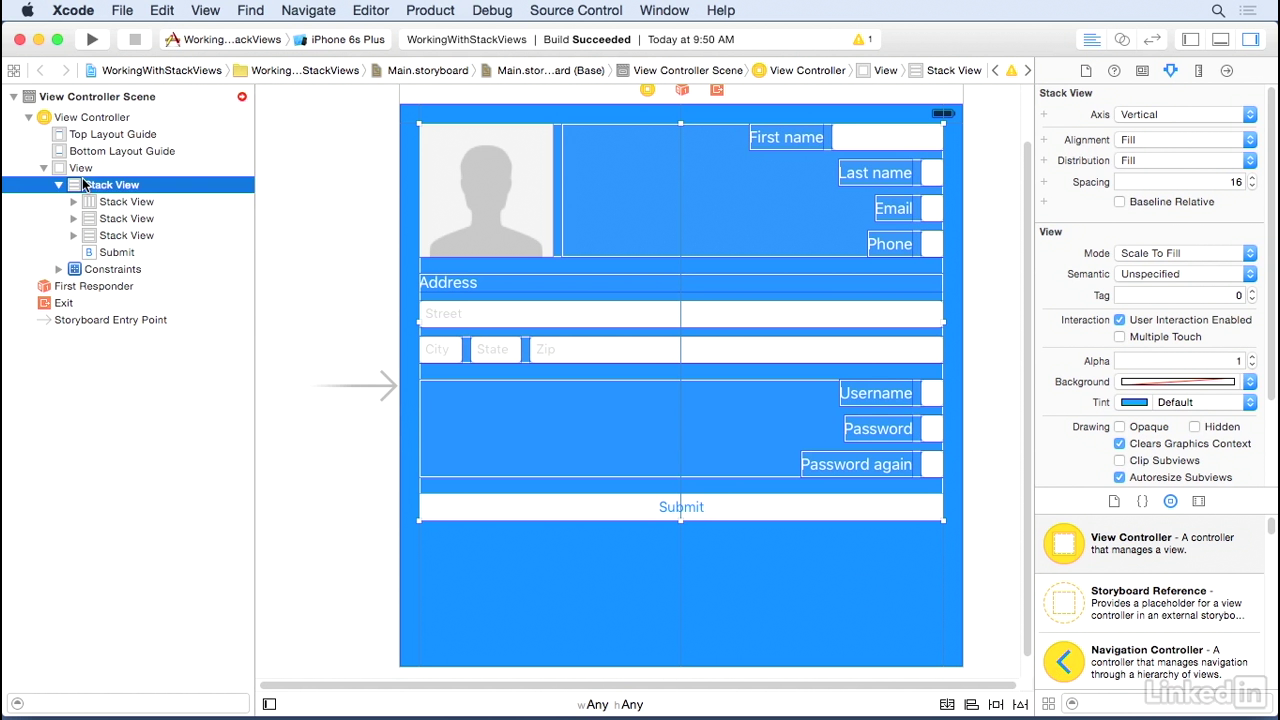 Xcode File Edit View Find Navigate Editor Product Debug Source Control Window Help
Working...ackViews iPhone 6s Plus WorkingWithStackViews Build Succeeded Today at 9:50 AM 1
WorkingWithStackViews Working...StackViews Main.storyboard Main.stor...ard (Base) View Controller Scene View Controller View Stack View
View Controller Scene
View Controller
Top Layout Guide
Bottom Layout Guide
View
Stack View
Stack View
Stack View
Stack View
B Submit
Constraints
First Responder
Exit
Storyboard Entry Point
First name
Last name
Email
Phone
Address
Street
City State Zip
Username
Password
Password again
Submit
wAny hAny
Stack View
Axis Vertical
Alignment Fill
Distribution Fill
Spacing 16
Baseline Relative
View
Mode Scale To Fill
Semantic Unspecified
Tag 0
Interaction User Interaction Enabled
Multiple Touch
Alpha 1
Background
Tint Default
Drawing Opaque Hidden
Clears Graphics Context
Clip Subviews
Autoresize Subviews
View Controller - A controller
that manages a view.
Storyboard Reference -
Provides a placeholder for a view
controller in an external storybo...
Navigation Controller - A
controller that manages navigation
through a hierarchy of views.
Linked in